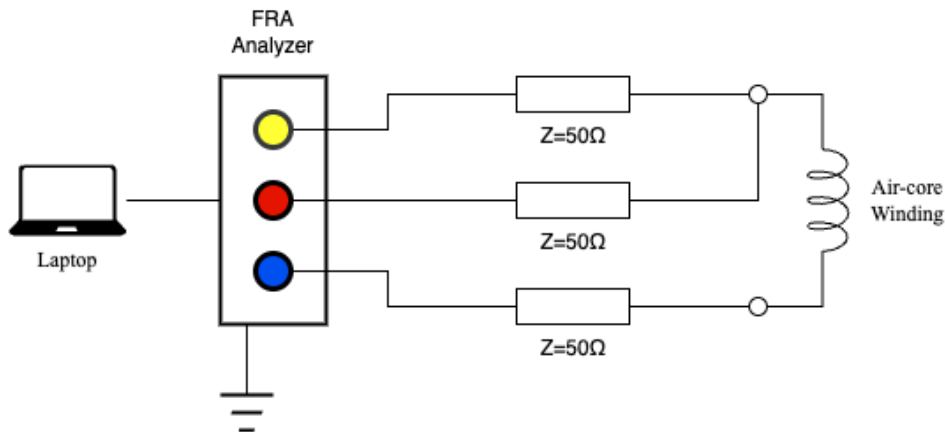 FRA
Analyzer
Z=50Ω
Z=50Ω
Z=50Ω
Laptop
Air-core
Winding